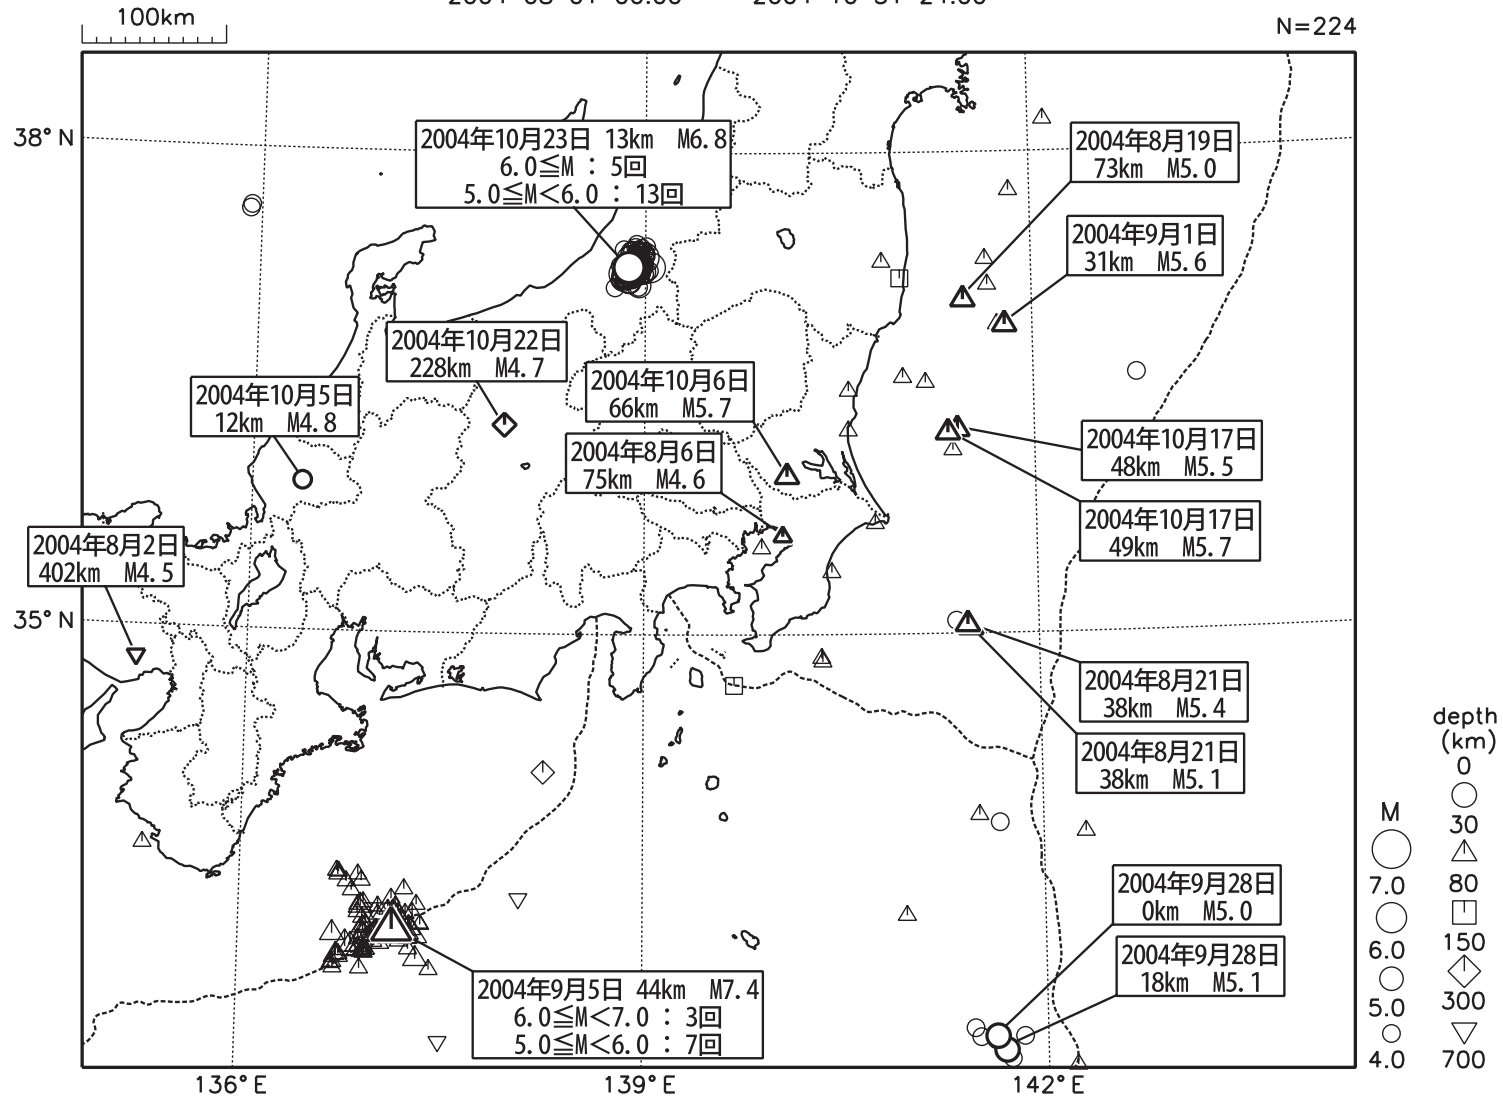 100km
N=224
38°N
2004年10月23日 13km M6.8
6.0≦M : 5回
5.0≦M<6.0 : 13回
2004年8月19日
73km M5.0
2004年9月1日
31km M5.6
2004年10月22日
228km M4.7
2004年10月6日
66km M5.7
2004年10月5日
12km M4.8
2004年10月17日
48km M5.5
2004年8月6日
75km M4.6
2004年10月17日
49km M5.7
2004年8月2日
402km M4.5
35°N
2004年8月21日
38km M5.4
2004年8月21日
38km M5.1
2004年9月28日
0km M5.0
2004年9月28日
18km M5.1
2004年9月5日 44km M7.4
6.0≦M<7.0 : 3回
5.0≦M<6.0 : 7回
136°E
139°E
142°E
M
7.0
6.0
5.0
4.0
depth
(km)
0
30
80
150
300
700